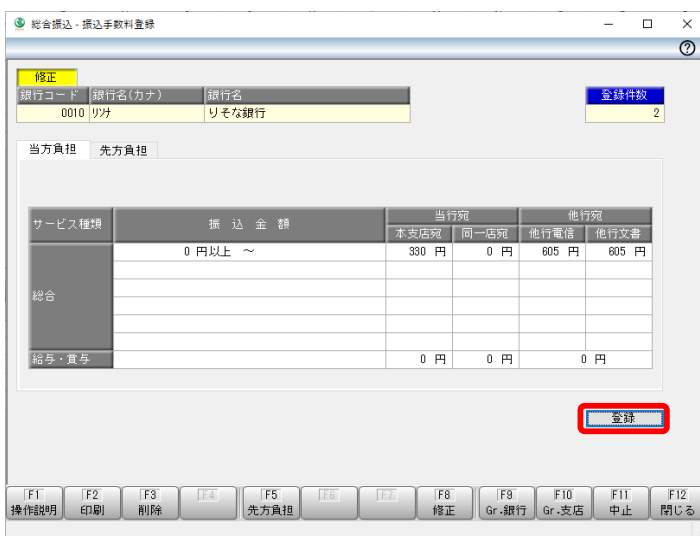 総合振込 - 振込手数料登録
修正
銀行コード 銀行名(カナ) 銀行名 登録件数
0010 リソナ りそな銀行 2
当方負担 先方負担
サービス種類 振込金額 当行宛 他行宛
本支店宛 同一店宛 他行電信 他行文書
総合 0 円以上 ～ 330 円 0 円 605 円 605 円
給与・賞与 0 円 0 円 0 円
登録
F1 F2 F3 F4 F5 F6 F7 F8 F9 F10 F11 F12
操作説明 印刷 削除 先方負担 修正 Gr.銀行 Gr.支店 中止 閉じる